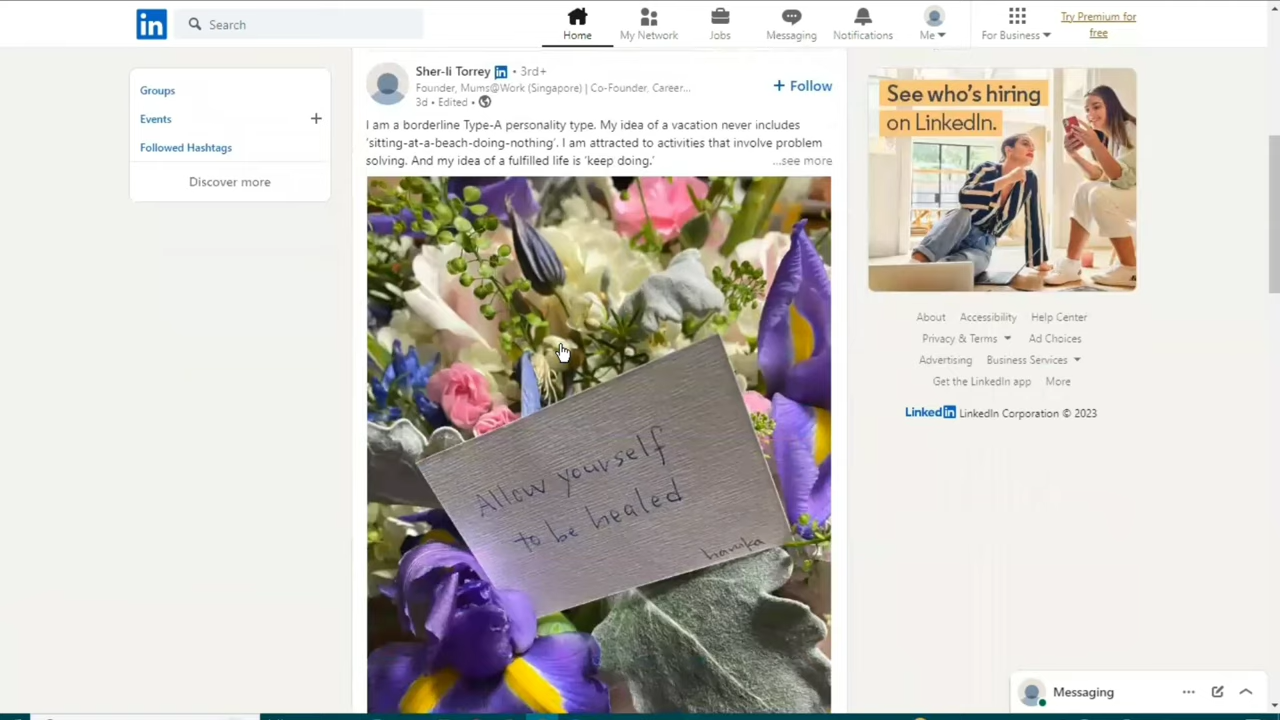 in
Search
Home
My Network
Jobs
Messaging
Notifications
Me
For Business
Try Premium for
free
Groups
Events
+
Followed Hashtags
Discover more
Sher-li Torrey in • 3rd+
Founder, Mums@Work (Singapore) | Co-Founder, Career...
3d • Edited •
+ Follow
I am a borderline Type-A personality type. My idea of a vacation never includes
'sitting-at-a-beach-doing-nothing'. I am attracted to activities that involve problem
solving. And my idea of a fulfilled life is 'keep doing.' ...see more
Allow yourself
to be healed
haruka
See who's hiring
on LinkedIn.
About Accessibility Help Center
Privacy & Terms Ad Choices
Advertising Business Services
Get the LinkedIn app More
LinkedIn LinkedIn Corporation © 2023
Messaging